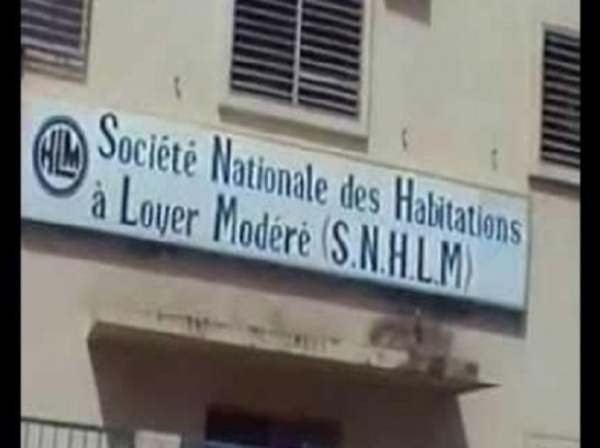 HLM
Société Nationale des Habitations
à Loyer Modéré (S.N.H.L.M)